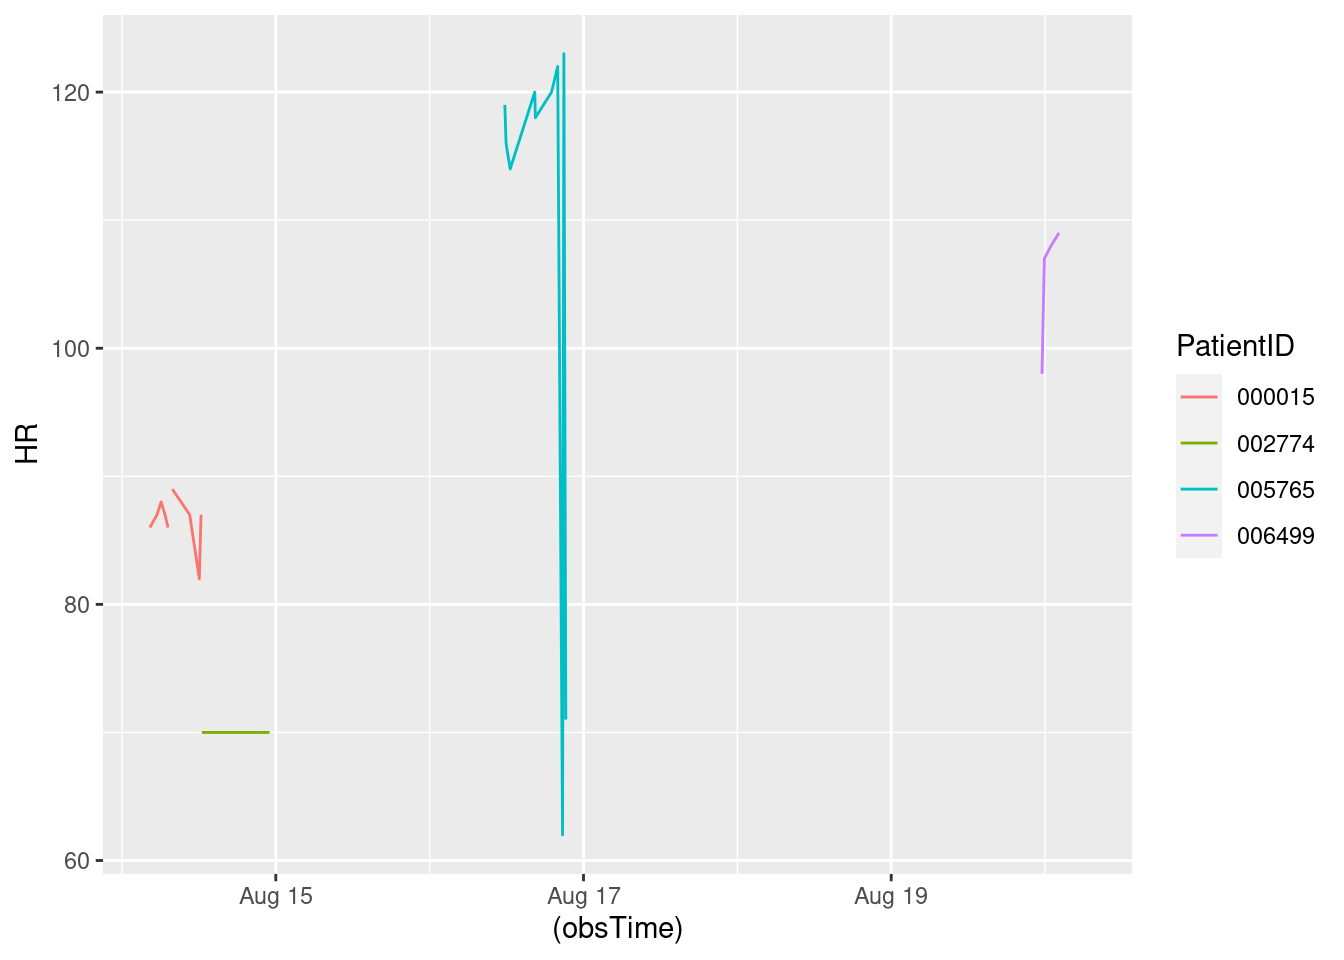 120
100
80
60
HR
Aug 15
Aug 17
Aug 19
(obsTime)
PatientID
000015
002774
005765
006499